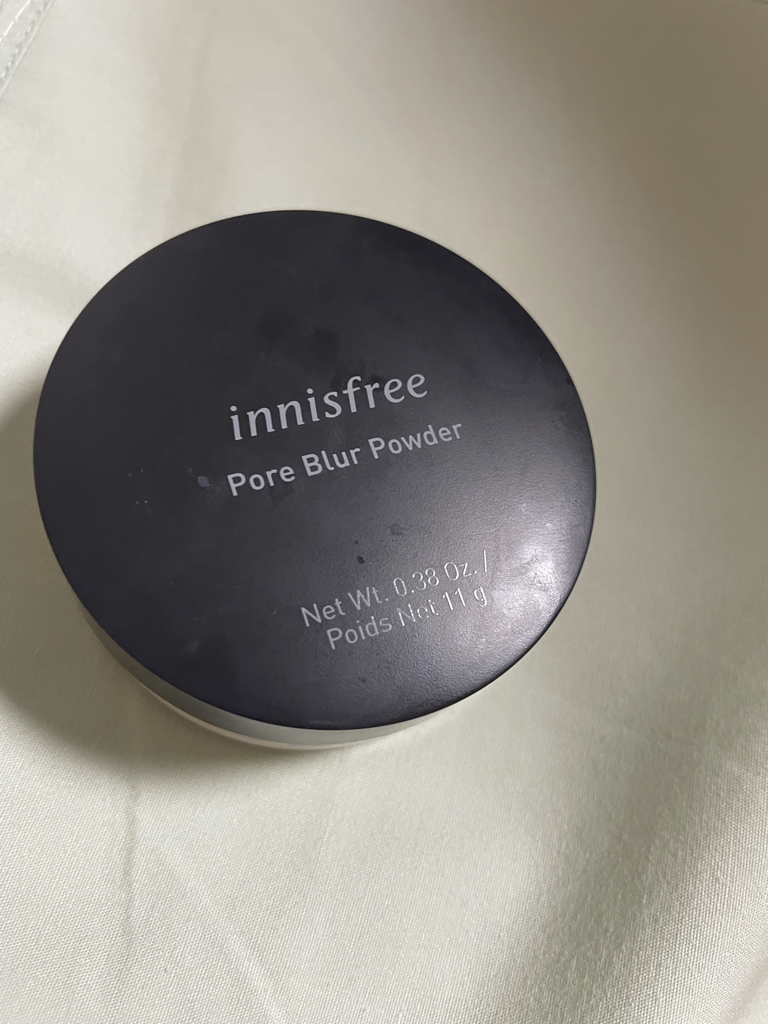 innisfree
Pore Blur Powder
Net Wt. 0.38 Oz. /
Poids Net 11 g